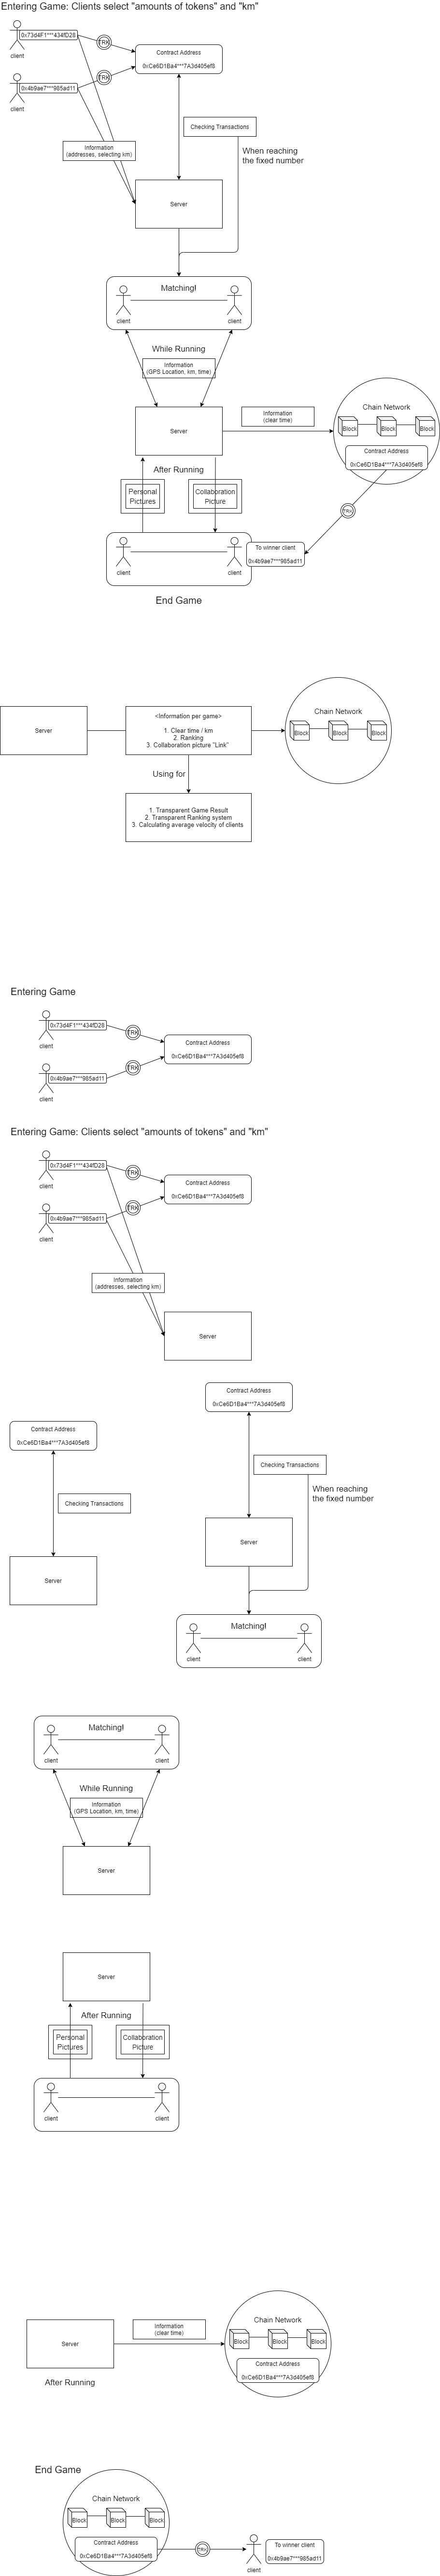 Entering Game: Clients select "amounts of tokens" and "km"
0x73d4F1***434fD28
TRK
client
Contract Address
0xCe6D1Ba4***7A3d405ef8
TRK
0x4b9ae7***985ad11
client
Checking Transactions
Information
(addresses, selecting km)
When reaching
the fixed number
Server
Matching!
client
client
While Running
Information
(GPS Location, km, time)
Chain Network
Information
(clear time)
Block
Block
Block
Server
Contract Address
0xCe6D1Ba4***7A3d405ef8
After Running
Personal
Pictures
Collaboration
Picture
TRK
To winner client
0x4b9ae7***985ad11
client
client
End Game
Server
<Information per game>
1. Clear time / km
2. Ranking
3. Collaboration picture "Link"
Chain Network
Block
Block
Block
Using for
1. Transparent Game Result
2. Transparent Ranking system
3. Calculating average velocity of clients
Entering Game
0x73d4F1***434fD28
TRK
client
Contract Address
0xCe6D1Ba4***7A3d405ef8
TRK
0x4b9ae7***985ad11
client
Entering Game: Clients select "amounts of tokens" and "km"
0x73d4F1***434fD28
TRK
client
Contract Address
0xCe6D1Ba4***7A3d405ef8
TRK
0x4b9ae7***985ad11
client
Information
(addresses, selecting km)
Server
Contract Address
0xCe6D1Ba4***7A3d405ef8
Contract Address
0xCe6D1Ba4***7A3d405ef8
Checking Transactions
When reaching
the fixed number
Checking Transactions
Server
Server
Matching!
client
client
Matching!
client
client
While Running
Information
(GPS Location, km, time)
Server
Server
After Running
Personal
Pictures
Collaboration
Picture
client
client
Chain Network
Information
(clear time)
Server
Block
Block
Block
Contract Address
0xCe6D1Ba4***7A3d405ef8
After Running
End Game
Chain Network
Block
Block
Block
Contract Address
0xCe6D1Ba4***7A3d405ef8
TRK
To winner client
0x4b9ae7***985ad11
client